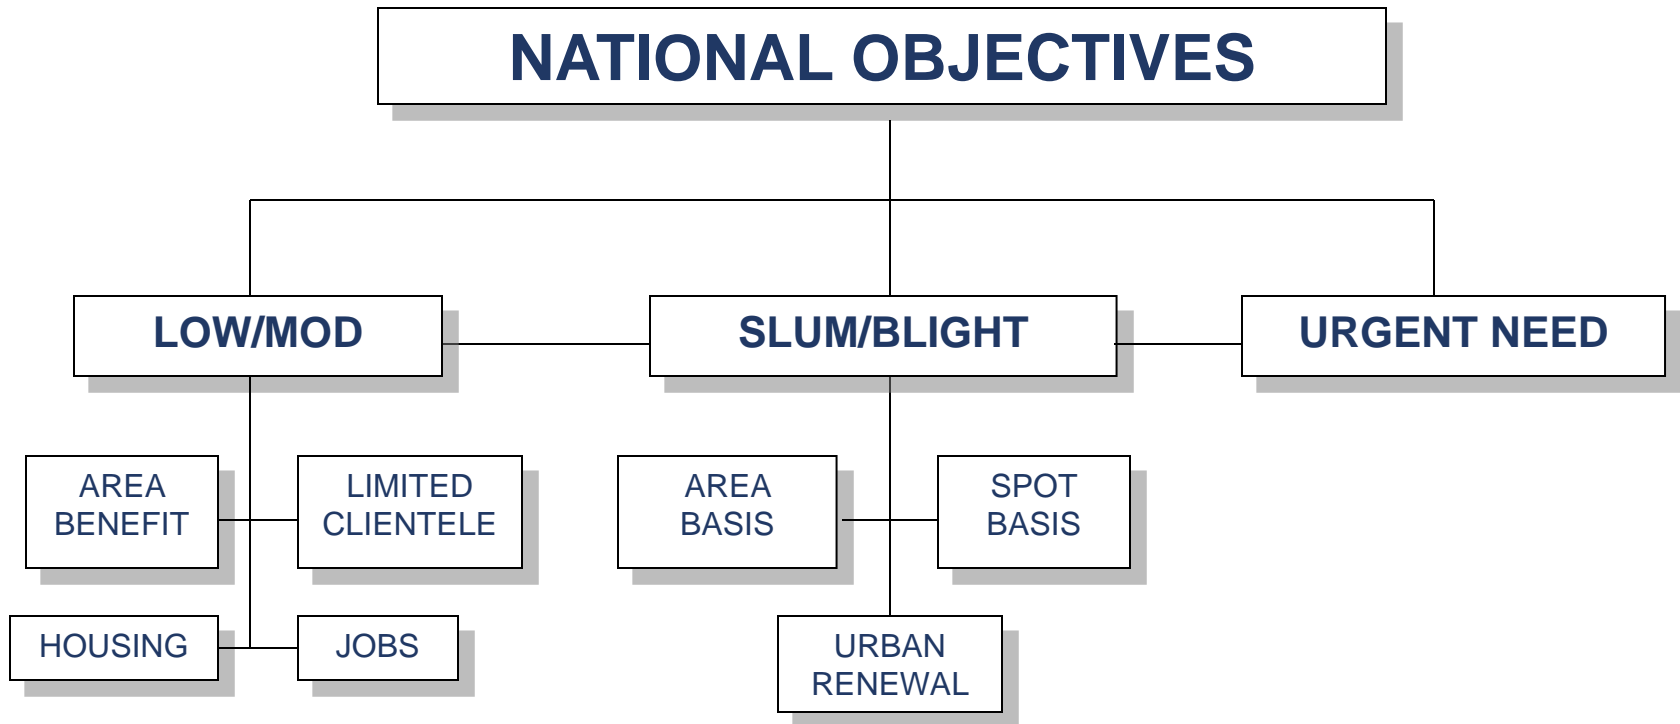 NATIONAL OBJECTIVES
LOW/MOD
SLUM/BLIGHT
URGENT NEED
AREA
BENEFIT
LIMITED
CLIENTELE
AREA
BASIS
SPOT
BASIS
HOUSING
JOBS
URBAN
RENEWAL